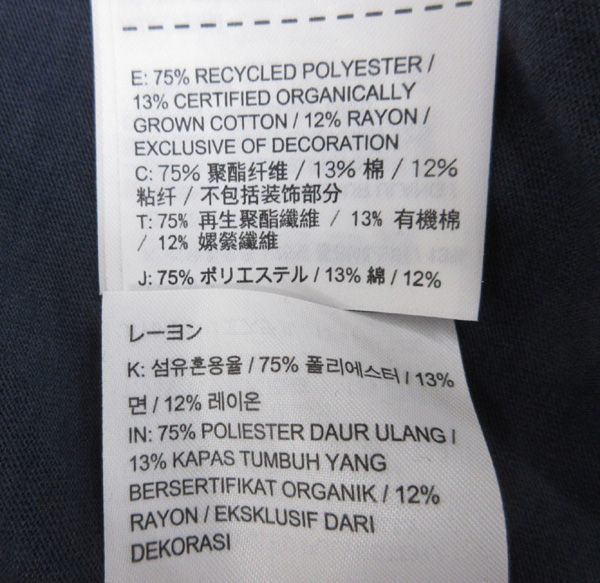 E: 75% RECYCLED POLYESTER /
13% CERTIFIED ORGANICALLY
GROWN COTTON / 12% RAYON /
EXCLUSIVE OF DECORATION
C: 75% 聚酯纤维 / 13% 棉 / 12%
粘纤 / 不包括装饰部分
T: 75% 再生聚酯纖維 / 13% 有機棉
/ 12% 嫘縈纖維
J: 75% ポリエステル / 13% 綿 / 12%
レーヨン
K: 섬유혼용율 / 75% 폴리에스터 / 13%
면 / 12% 레이온
IN: 75% POLIESTER DAUR ULANG /
13% KAPAS TUMBUH YANG
BERSERTIFIKAT ORGANIK / 12%
RAYON / EKSKLUSIF DARI
DEKORASI